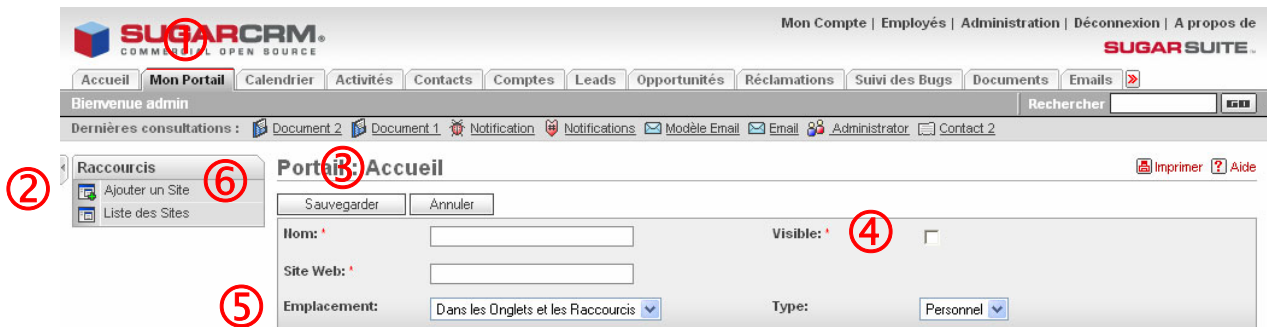 Mon Compte | Employés | Administration | Déconnexion | A propos de
SUGARCRM.
COMMERCIAL OPEN SOURCE
①
SUGARSUITE.
Accueil Mon Portail Calendrier Activités Contacts Comptes Leads Opportunités Réclamations Suivi des Bugs Documents Emails »
Bienvenue admin Rechercher GO
Dernières consultations : Document 2 Document 1 Notification Notifications Modèle Email Email Administrator Contact 2
Raccourcis
② Ajouter un Site ⑥
Liste des Sites
Portail : Accueil ③
Imprimer ? Aide
Sauvegarder Annuler
Nom: * Visible: * ④
Site Web: *
⑤ Emplacement: Dans les Onglets et les Raccourcis Type: Personnel